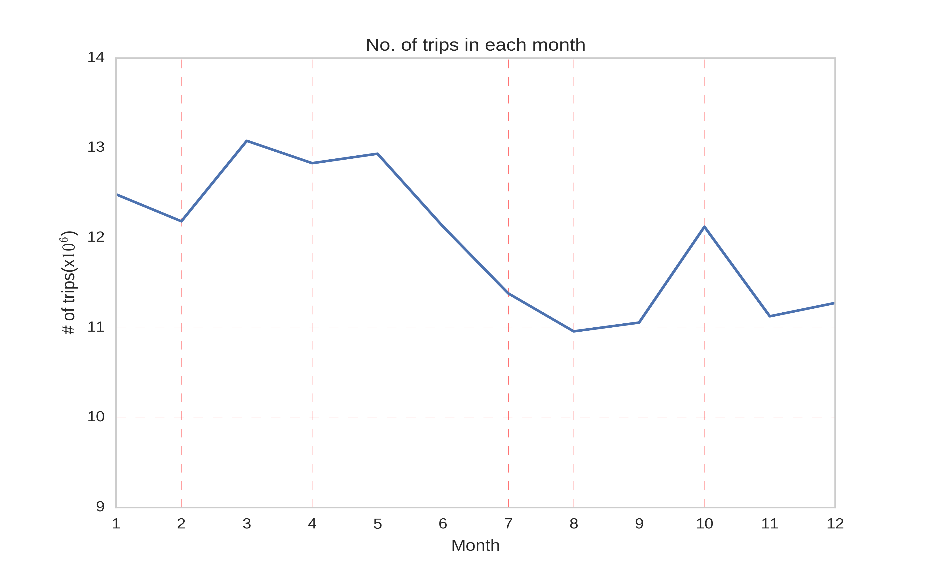 No. of trips in each month
14
13
12
11
10
9
# of trips(x10⁶)
1 2 3 4 5 6 7 8 9 10 11 12
Month